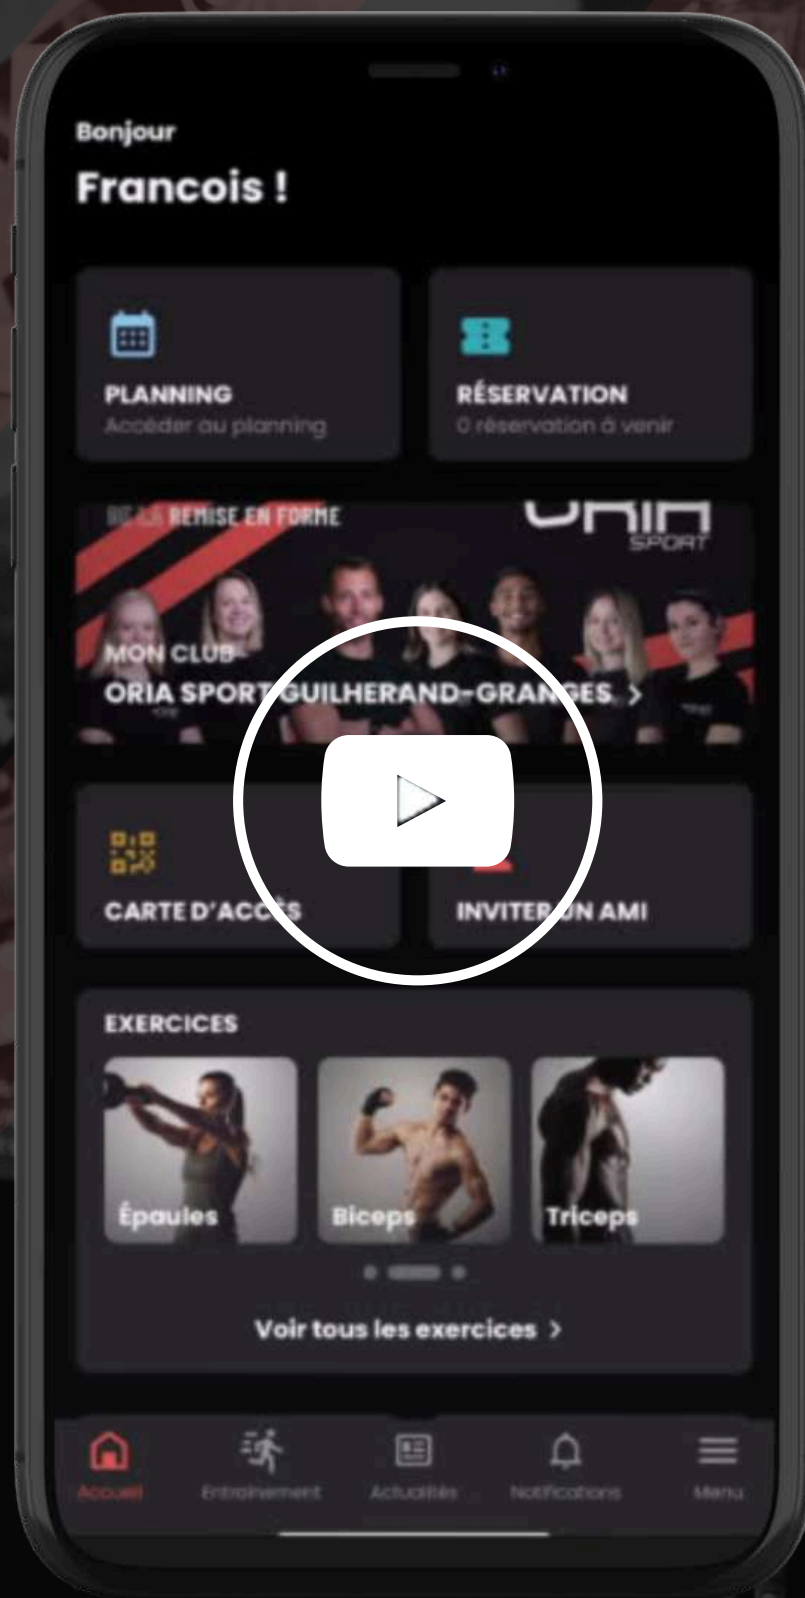 Bonjour
Francois !
PLANNING
Accéder au planning
RÉSERVATION
0 réservation à venir
DE LA REMISE EN FORME
ORIA
SPORT
MON CLUB
ORIA SPORT GUILHERAND-GRANGES >
CARTE D'ACCÈS
INVITER UN AMI
EXERCICES
Épaules
Biceps
Triceps
Voir tous les exercices >
Accueil
Entraînement
Actualités
Notifications
Menu